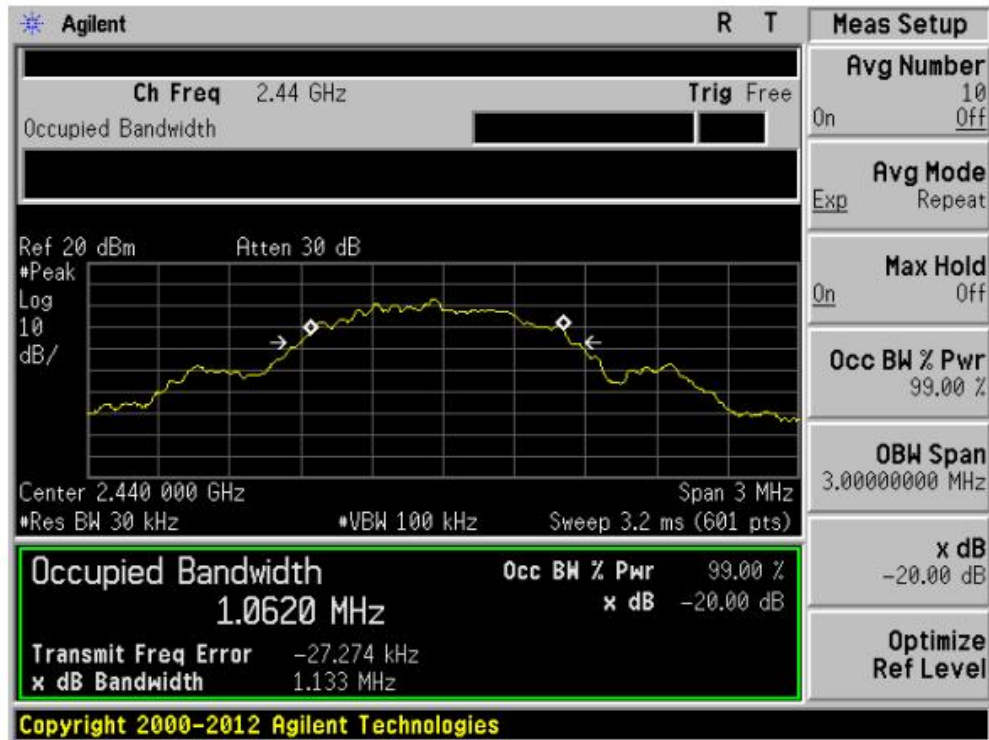 Agilent R T
Meas Setup
Ch Freq 2.44 GHz Trig Free
Occupied Bandwidth
Ref 20 dBm Atten 30 dB
#Peak
Log
10
dB/
Center 2.440 000 GHz Span 3 MHz
#Res BW 30 kHz #VBW 100 kHz Sweep 3.2 ms (601 pts)
Occupied Bandwidth Occ BW % Pwr 99.00 %
1.0620 MHz x dB -20.00 dB
Transmit Freq Error -27.274 kHz
x dB Bandwidth 1.133 MHz
Avg Number
10
On Off
Avg Mode
Exp Repeat
Max Hold
On Off
Occ BW % Pwr
99.00 %
OBW Span
3.00000000 MHz
x dB
-20.00 dB
Optimize
Ref Level
Copyright 2000-2012 Agilent Technologies